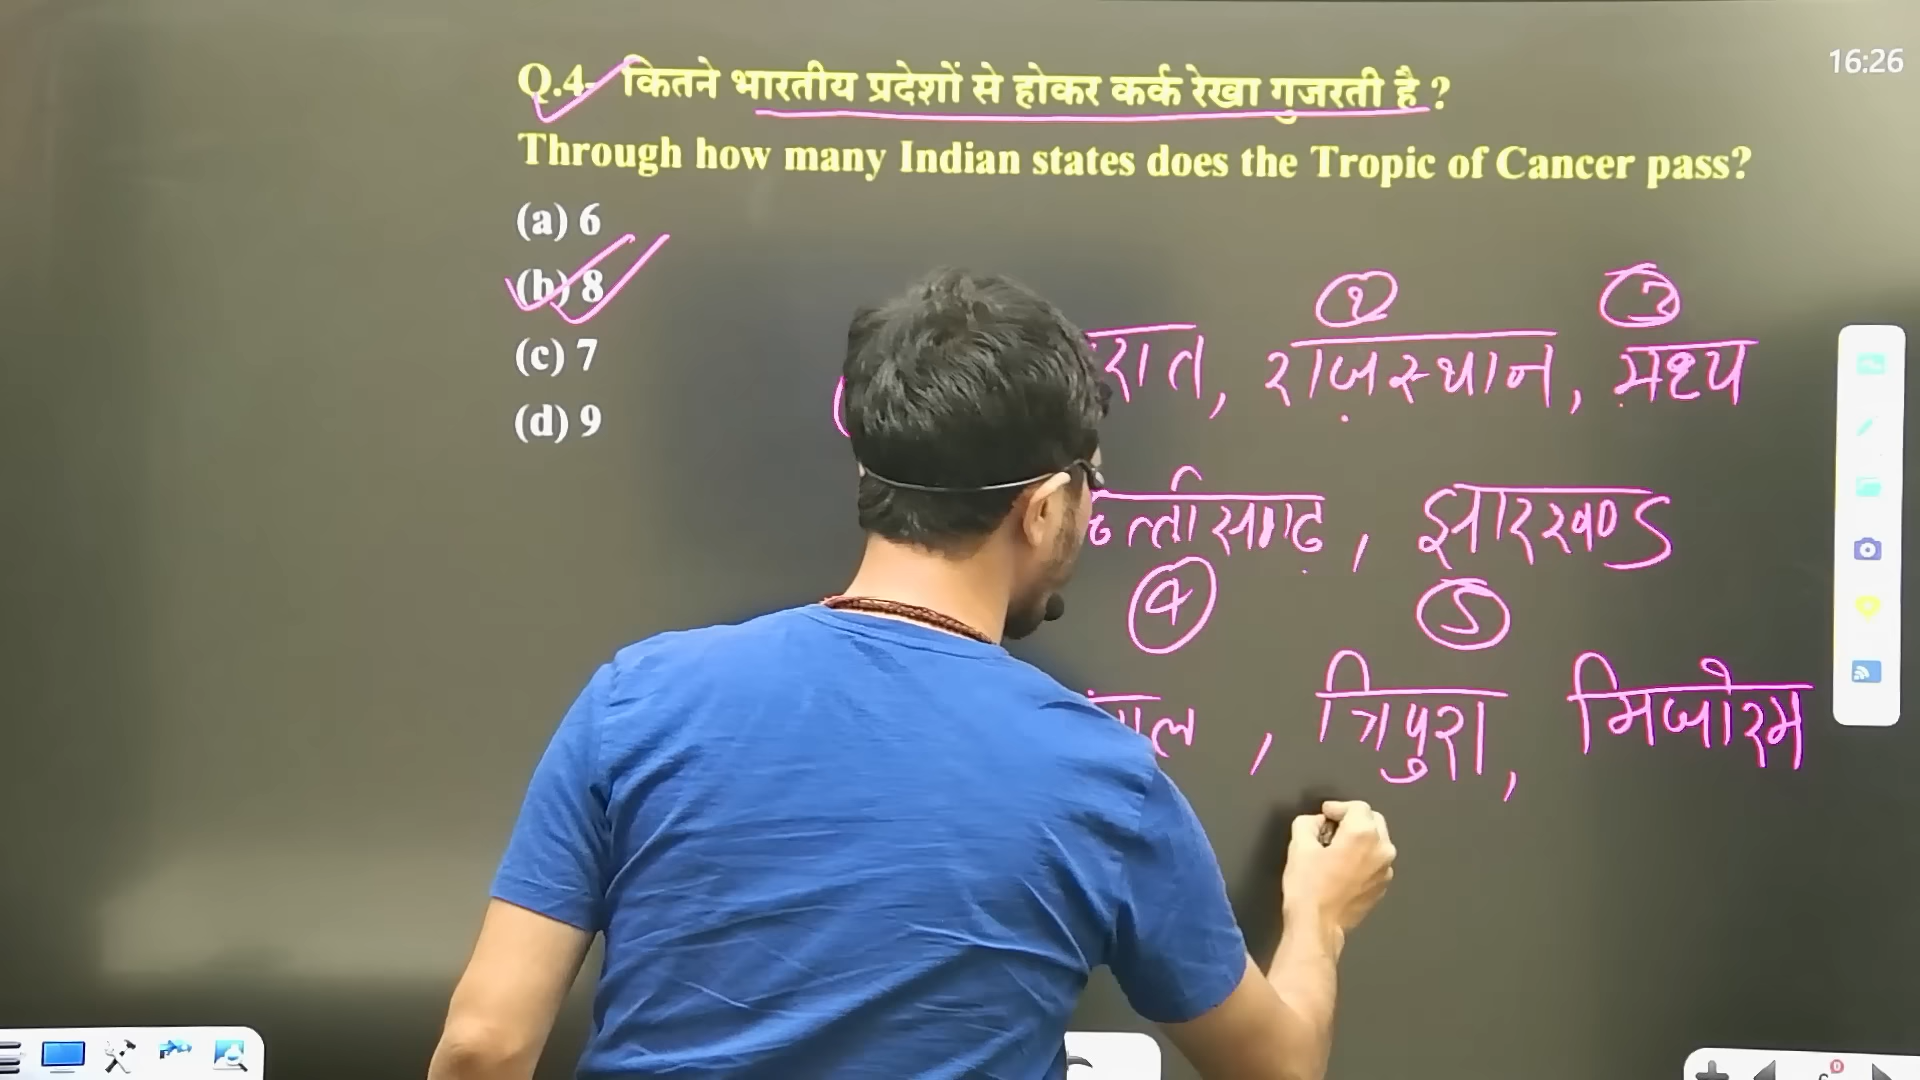 16:26
Q.4- कितने भारतीय प्रदेशों से होकर कर्क रेखा गुजरती है ?
Through how many Indian states does the Tropic of Cancer pass?
(a) 6
(b) 8
(c) 7
(d) 9
राजस्थान, मध्य
झारखण्ड
4 5
त्रिपुरा, मिजोरम